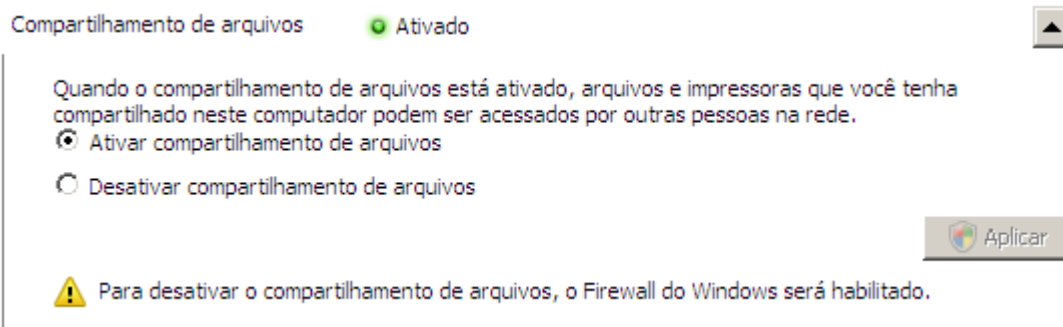 Compartilhamento de arquivos Ativado
Quando o compartilhamento de arquivos está ativado, arquivos e impressoras que você tenha
compartilhado neste computador podem ser acessados por outras pessoas na rede.
Ativar compartilhamento de arquivos
Desativar compartilhamento de arquivos
Aplicar
Para desativar o compartilhamento de arquivos, o Firewall do Windows será habilitado.